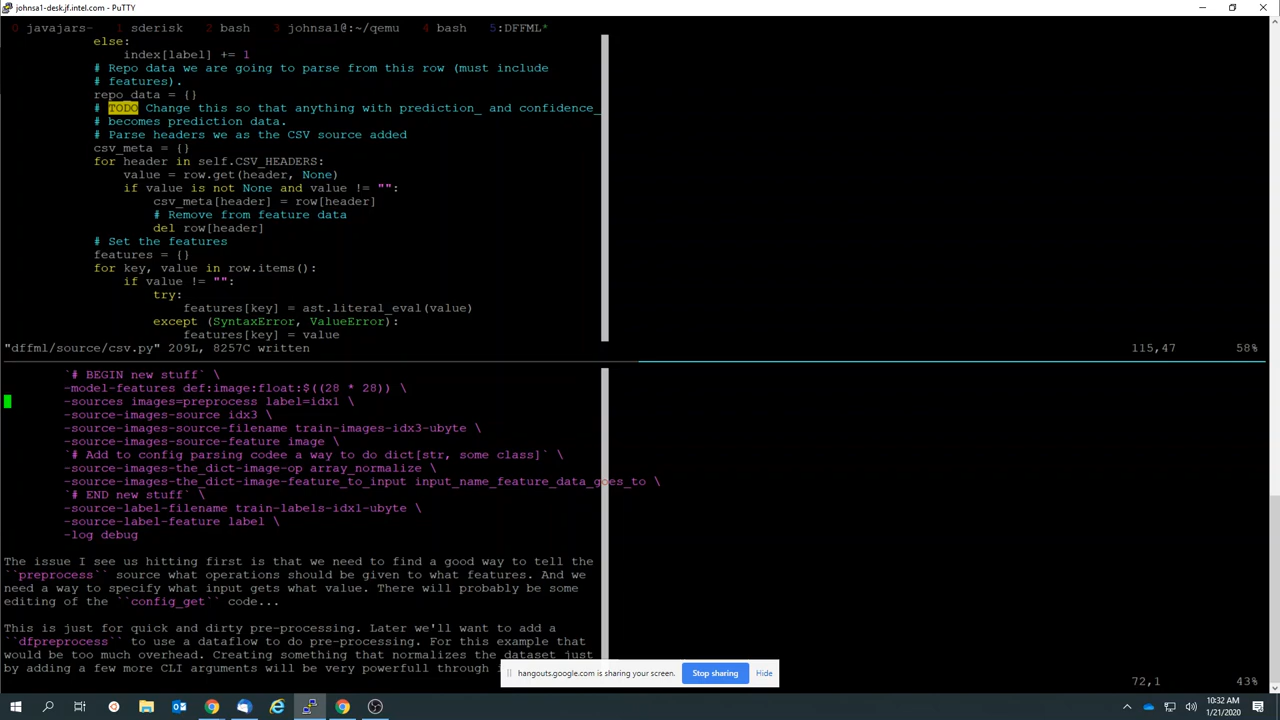 johnsa1-desk.jf.intel.com - PuTTY
0 javajars- 1 sderisk 2 bash 3 johnsa1@:~/qemu 4 bash 5:DFFML*
else:
index[label] += 1
# Repo data we are going to parse from this row (must include
# features).
repo_data = {}
# TODO Change this so that anything with prediction_ and confidence_
# becomes prediction data.
# Parse headers we as the CSV source added
csv_meta = {}
for header in self.CSV_HEADERS:
value = row.get(header, None)
if value is not None and value != "":
csv_meta[header] = row[header]
# Remove from feature data
del row[header]
# Set the features
features = {}
for key, value in row.items():
if value != "":
try:
features[key] = ast.literal_eval(value)
except (SyntaxError, ValueError):
features[key] = value
"dffml/source/csv.py" 209L, 8257C written 115,47 58%
`# BEGIN new stuff` \
-model-features def:image:float:$((28 * 28)) \
-sources images=preprocess label=idx1 \
-source-images-source idx3 \
-source-images-source-filename train-images-idx3-ubyte \
-source-images-source-feature image \
`# Add to config parsing codee a way to do dict[str, some class]` \
-source-images-the_dict-image-op array_normalize \
-source-images-the_dict-image-feature_to_input input_name_feature_data_goes_to \
`# END new stuff` \
-source-label-filename train-labels-idx1-ubyte \
-source-label-feature label \
-log debug
The issue I see us hitting first is that we need to find a good way to tell the
``preprocess`` source what operations should be given to what features. And we
need a way to specify what input gets what value. There will probably be some
editing of the ``config_get`` code...
This is just for quick and dirty pre-processing. Later we'll want to add a
``dfpreprocess`` to use a dataflow to do pre-processing. For this example that
would be too much overhead. Creating something that normalizes the dataset just
by adding a few more CLI arguments will be very powerfull through
hangouts.google.com is sharing your screen. Stop sharing Hide
72,1 43%
10:32 AM
1/21/2020